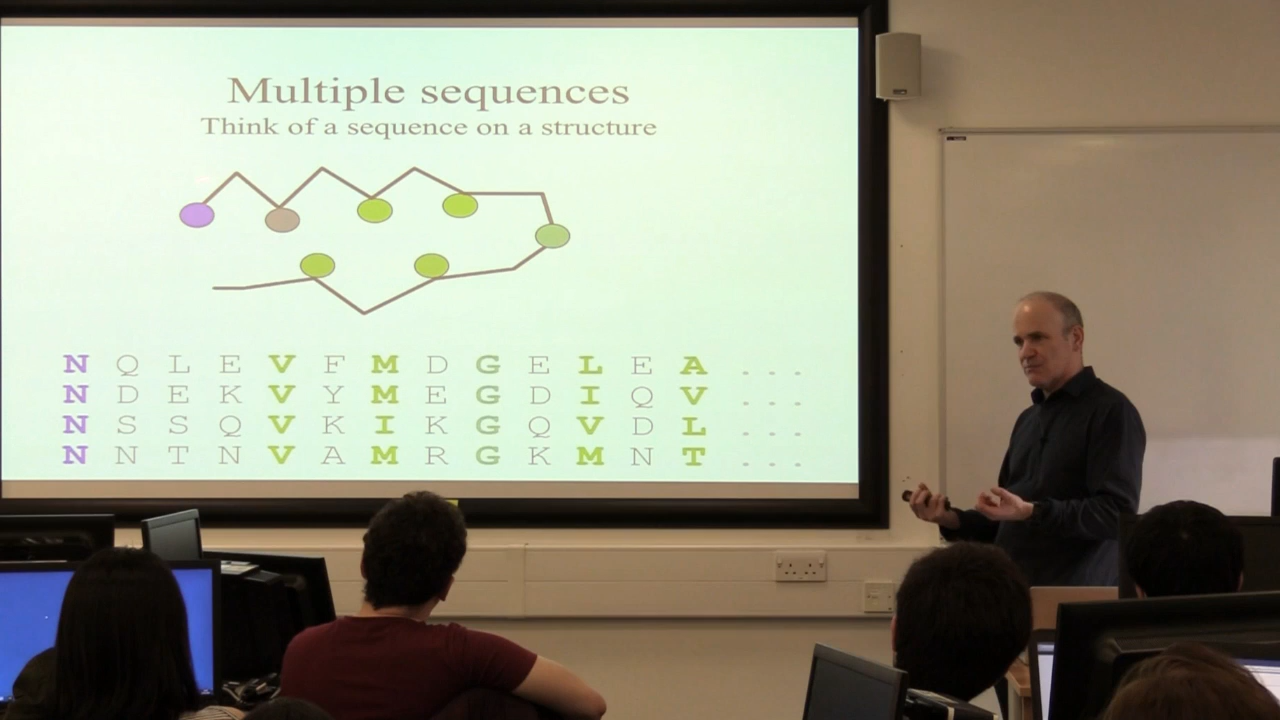 Multiple sequences
Think of a sequence on a structure
N Q L E V F M D G E L E A ...
N D E K V Y M E G D I Q V ...
N S S Q V K I K G Q V D L ...
N N T N V A M R G K M N T ...